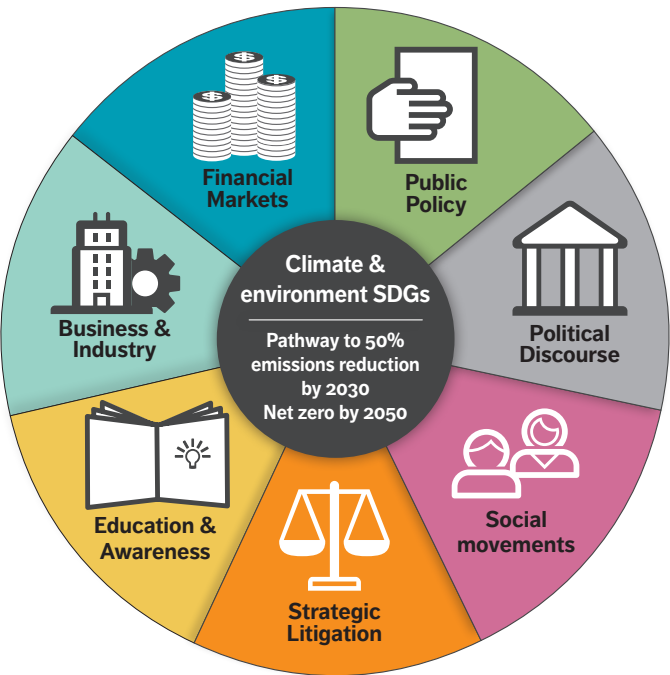 Financial
Markets
Public
Policy
Political
Discourse
Social
movements
Strategic
Litigation
Education &
Awareness
Business &
Industry
Climate &
environment SDGs
Pathway to 50%
emissions reduction
by 2030
Net zero by 2050
$
$
$